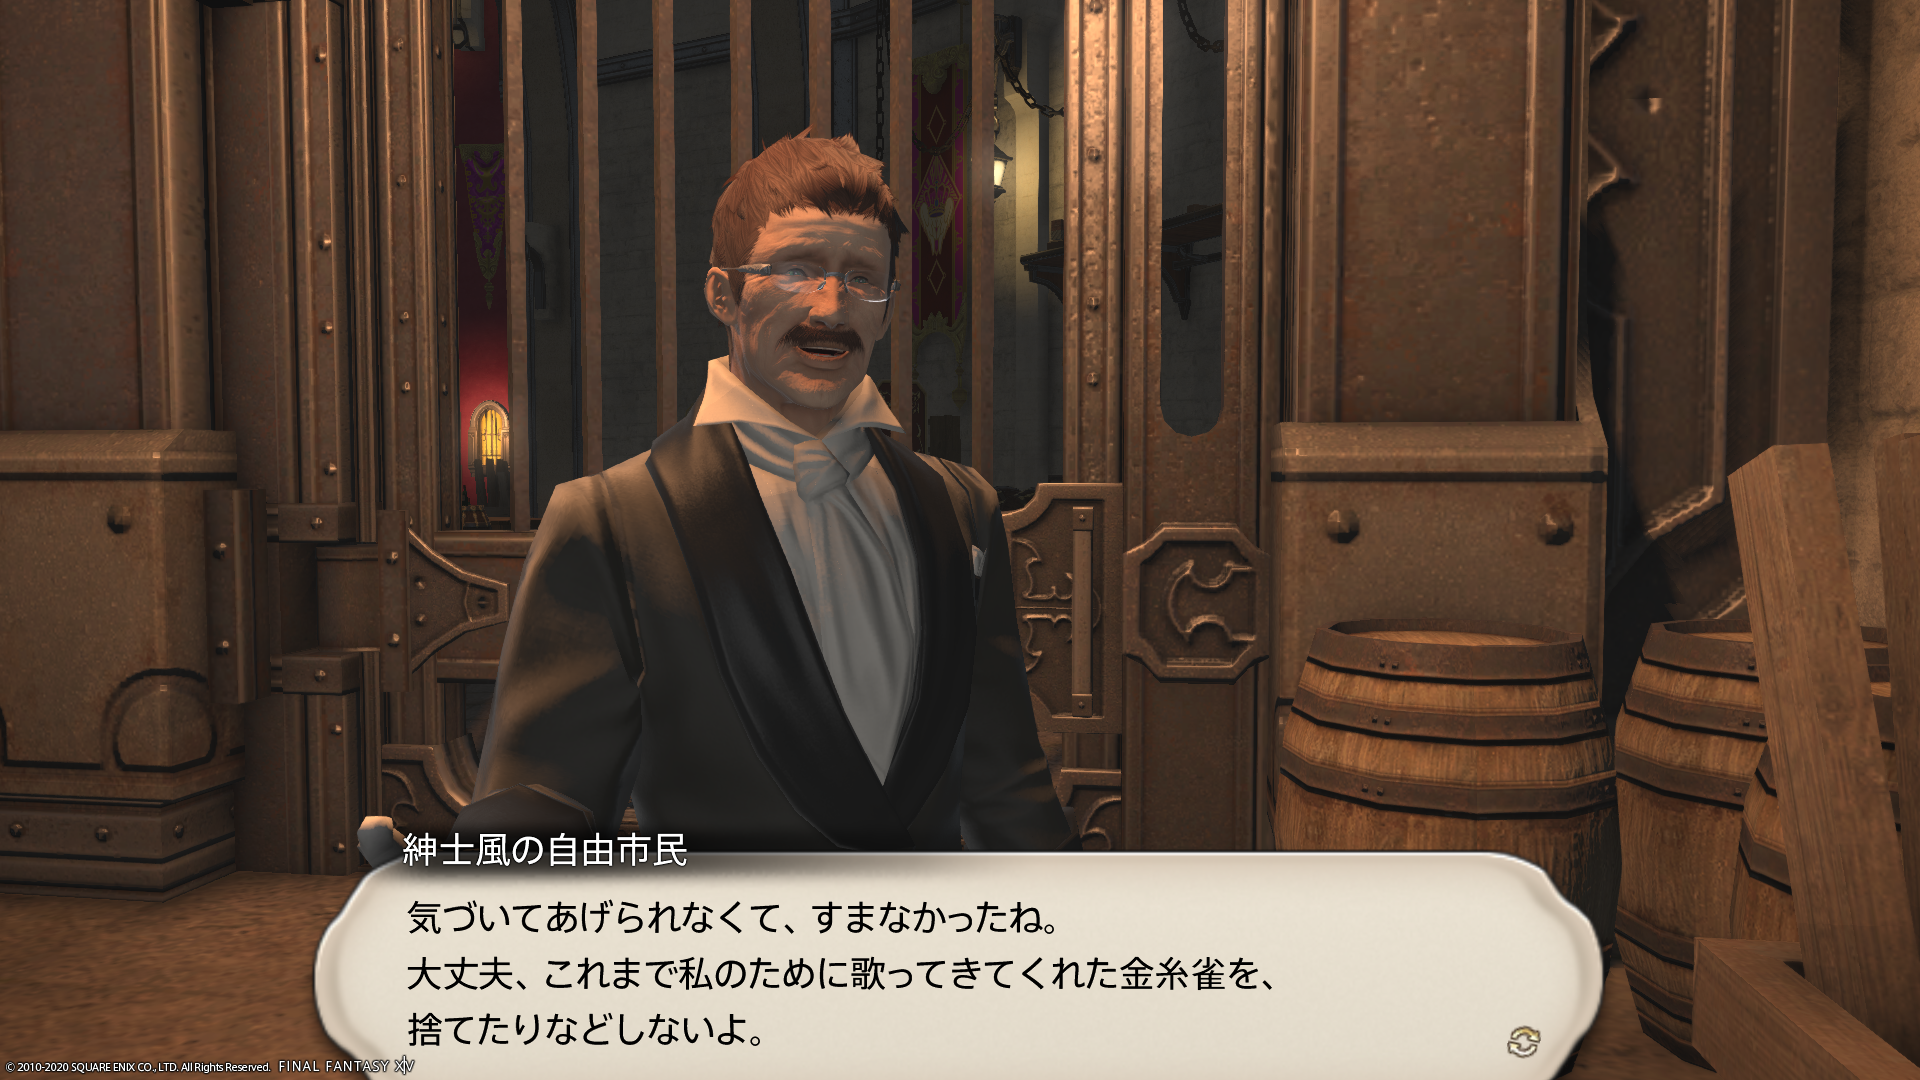 紳士風の自由市民
気づいてあげられなくて、すまなかったね。
大丈夫、これまで私のために歌ってきてくれた金糸雀を、
捨てたりなどしないよ。
© 2010-2020 SQUARE ENIX CO., LTD. All Rights Reserved. FINAL FANTASY XIV